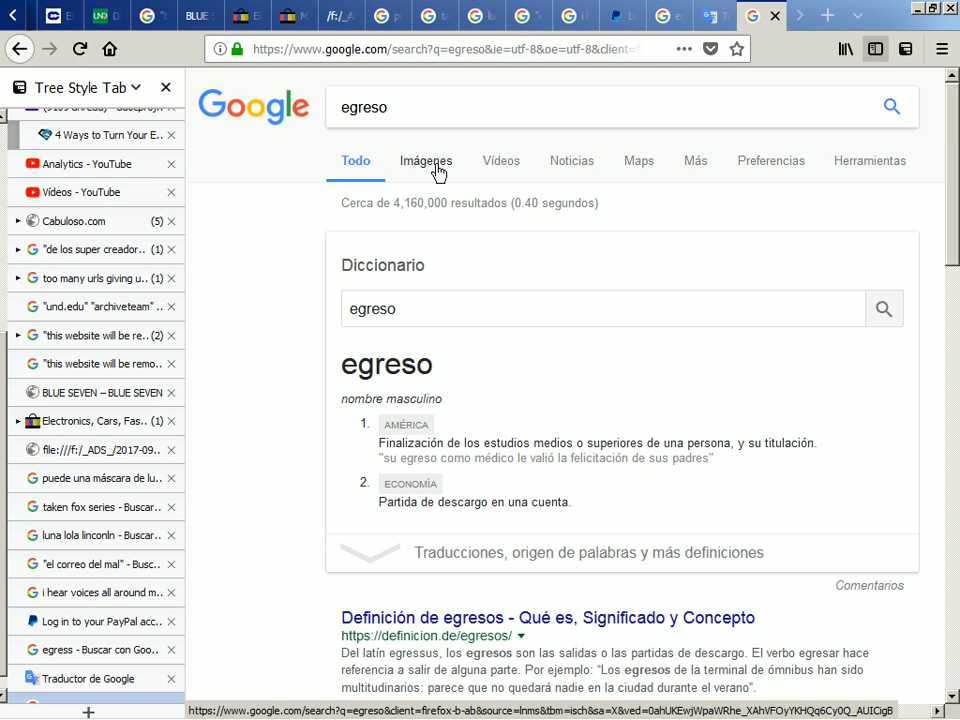 BLUE S
/f:/_A
https://www.google.com/search?q=egreso&ie=utf-8&oe=utf-8&client=f
Tree Style Tab
4 Ways to Turn Your E..
Analytics - YouTube
Vídeos - YouTube
Cabuloso.com (5)
"de los super creador.. (1)
too many urls giving u.. (1)
"und.edu" "archiveteam" ..
"this website will be re.. (2)
"this website will be remo..
BLUE SEVEN – BLUE SEVEN
Electronics, Cars, Fas.. (1)
file:///f:/_ADS_/2017-09..
puede una máscara de lu..
taken fox series - Buscar..
luna lola linconln - Buscar..
"el correo del mal" - Busc..
i hear voices all around m..
Log in to your PayPal acc..
egress - Buscar con Goo..
Traductor de Google
Google
egreso
Todo Imágenes Vídeos Noticias Maps Más Preferencias Herramientas
Cerca de 4,160,000 resultados (0.40 segundos)
Diccionario
egreso
egreso
nombre masculino
1. AMÉRICA
Finalización de los estudios medios o superiores de una persona, y su titulación.
"su egreso como médico le valió la felicitación de sus padres"
2. ECONOMÍA
Partida de descargo en una cuenta.
Traducciones, origen de palabras y más definiciones
Comentarios
Definición de egresos - Qué es, Significado y Concepto
https://definicion.de/egresos/
Del latín egressus, los egresos son las salidas o las partidas de descargo. El verbo egresar hace
referencia a salir de alguna parte. Por ejemplo: “Los egresos de la terminal de ómnibus han sido
multitudinarios: parece que no quedará nadie en la ciudad durante el verano”.
https://www.google.com/search?q=egreso&client=firefox-b-ab&source=lnms&tbm=isch&sa=X&ved=0ahUKEwjWpaWRhe_XAhVFOyYKHQq6Cy0Q_AUICigB